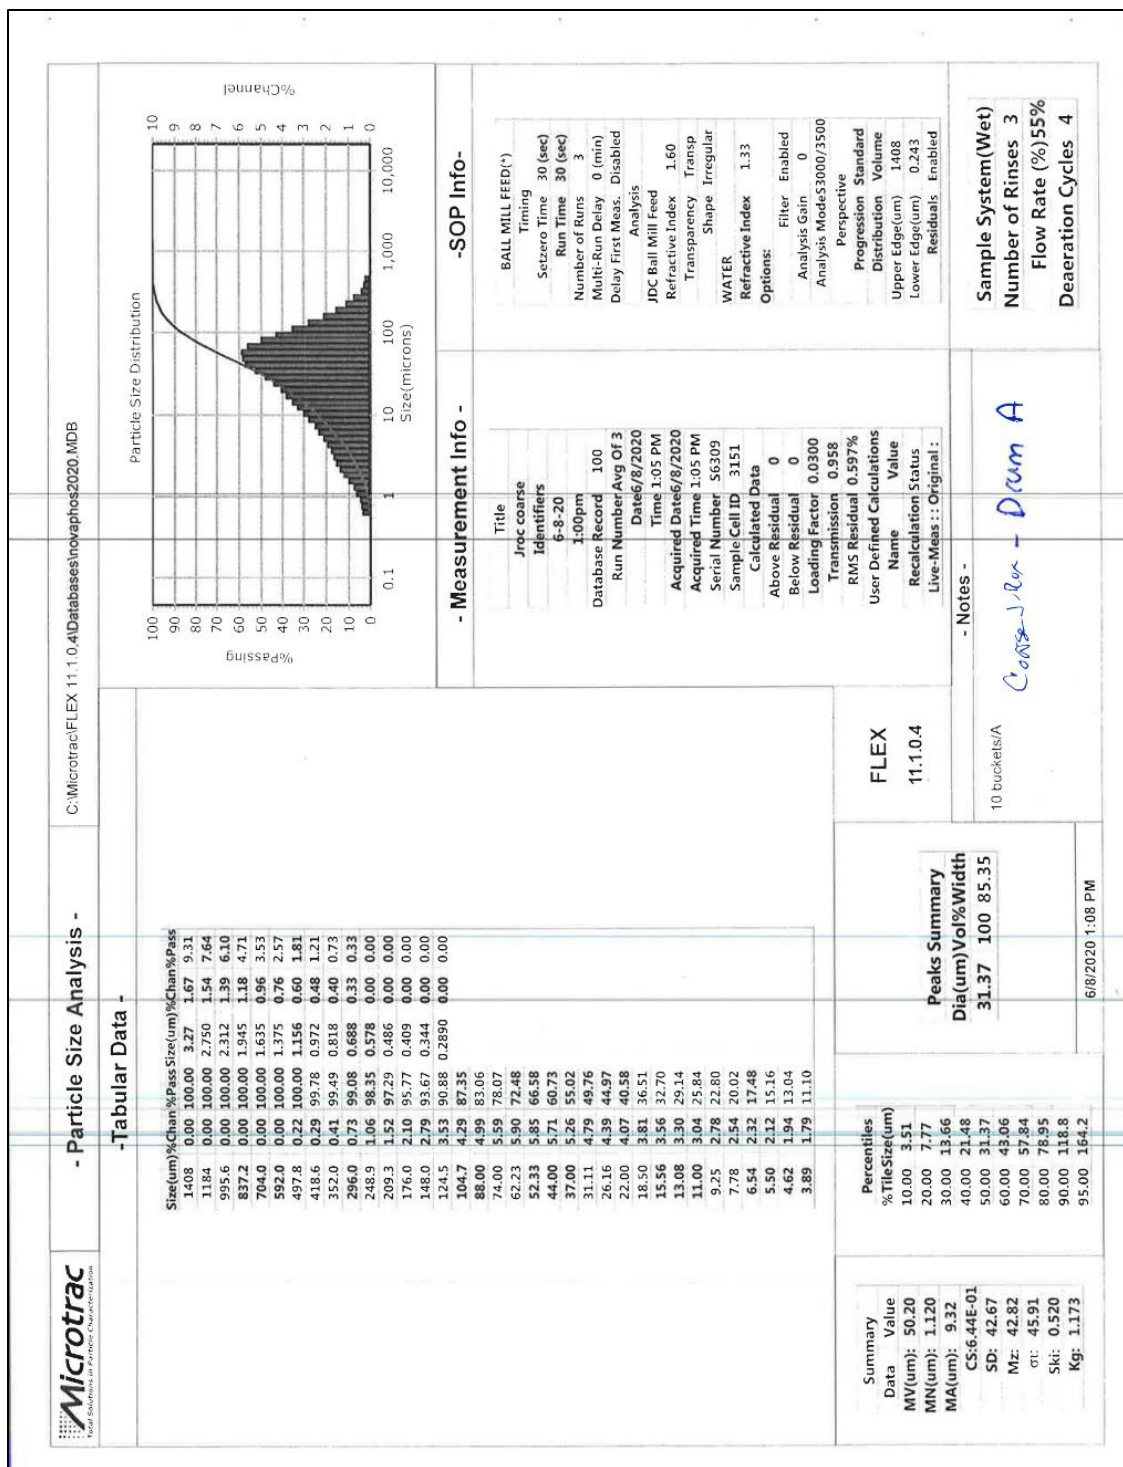 Microtrac
Total Solutions in Particle Characterization
- Particle Size Analysis -
C:\Microtrac\FLEX 11.1.0.4\Databases\novaphos2020.MDB
-Tabular Data -
Size(um)%Chan %Pass Size(um)%Chan%Pass
1408 0.00 100.00 3.27 1.67 9.31
1184 0.00 100.00 2.750 1.54 7.64
995.6 0.00 100.00 2.312 1.39 6.10
837.2 0.00 100.00 1.945 1.18 4.71
704.0 0.00 100.00 1.635 0.96 3.53
592.0 0.00 100.00 1.375 0.76 2.57
497.8 0.22 100.00 1.156 0.60 1.81
418.6 0.29 99.78 0.972 0.48 1.21
352.0 0.41 99.49 0.818 0.40 0.73
296.0 0.73 99.08 0.688 0.33 0.33
248.9 1.06 98.35 0.578 0.00 0.00
209.3 1.52 97.29 0.486 0.00 0.00
176.0 2.10 95.77 0.409 0.00 0.00
148.0 2.79 93.67 0.344 0.00 0.00
124.5 3.53 90.88 0.2890 0.00 0.00
104.7 4.29 87.35
88.00 4.99 83.06
74.00 5.59 78.07
62.23 5.90 72.48
52.33 5.85 66.58
44.00 5.71 60.73
37.00 5.26 55.02
31.11 4.79 49.76
26.16 4.39 44.97
22.00 4.07 40.58
18.50 3.81 36.51
15.56 3.56 32.70
13.08 3.30 29.14
11.00 3.04 25.84
9.25 2.78 22.80
7.78 2.54 20.02
6.54 2.32 17.48
5.50 2.12 15.16
4.62 1.94 13.04
3.89 1.79 11.10
Particle Size Distribution
%Passing
100
90
80
70
60
50
40
30
20
10
0
%Channel
10
9
8
7
6
5
4
3
2
1
0
0.1 1 10 100 1,000 10,000
Size(microns)
- Measurement Info -
Title
Jroc coarse
Identifiers
6-8-20
1:00pm
Database Record 100
Run Number Avg Of 3
Date6/8/2020
Time 1:05 PM
Acquired Date6/8/2020
Acquired Time 1:05 PM
Serial Number S6309
Sample Cell ID 3151
Calculated Data
Above Residual 0
Below Residual 0
Loading Factor 0.0300
Transmission 0.958
RMS Residual 0.597%
User Defined Calculations
Name Value
Recalculation Status
Live-Meas : : Original :
-SOP Info-
BALL MILL FEED(*)
Timing
Setzero Time 30 (sec)
Run Time 30 (sec)
Number of Runs 3
Multi-Run Delay 0 (min)
Delay First Meas. Disabled
Analysis
JDC Ball Mill Feed
Refractive Index 1.60
Transparency Transp
Shape Irregular
WATER
Refractive Index 1.33
Options:
Filter Enabled
Analysis Gain 0
Analysis ModeS3000/3500
Perspective
Progression Standard
Distribution Volume
Upper Edge(um) 1408
Lower Edge(um) 0.243
Residuals Enabled
Summary
Data Value
MV(um): 50.20
MN(um): 1.120
MA(um): 9.32
CS:6.44E-01
SD: 42.67
Mz: 42.82
σı: 45.91
Ski: 0.520
Kg: 1.173
Percentiles
%TileSize(um)
10.00 3.51
20.00 7.77
30.00 13.66
40.00 21.48
50.00 31.37
60.00 43.06
70.00 57.84
80.00 78.95
90.00 118.8
95.00 164.2
Peaks Summary
Dia(um)Vol%Width
31.37 100 85.35
6/8/2020 1:08 PM
FLEX
11.1.0.4
- Notes -
10 buckets/A
Coarse - Drum A
Sample System(Wet)
Number of Rinses 3
Flow Rate (%)55%
Deaeration Cycles 4